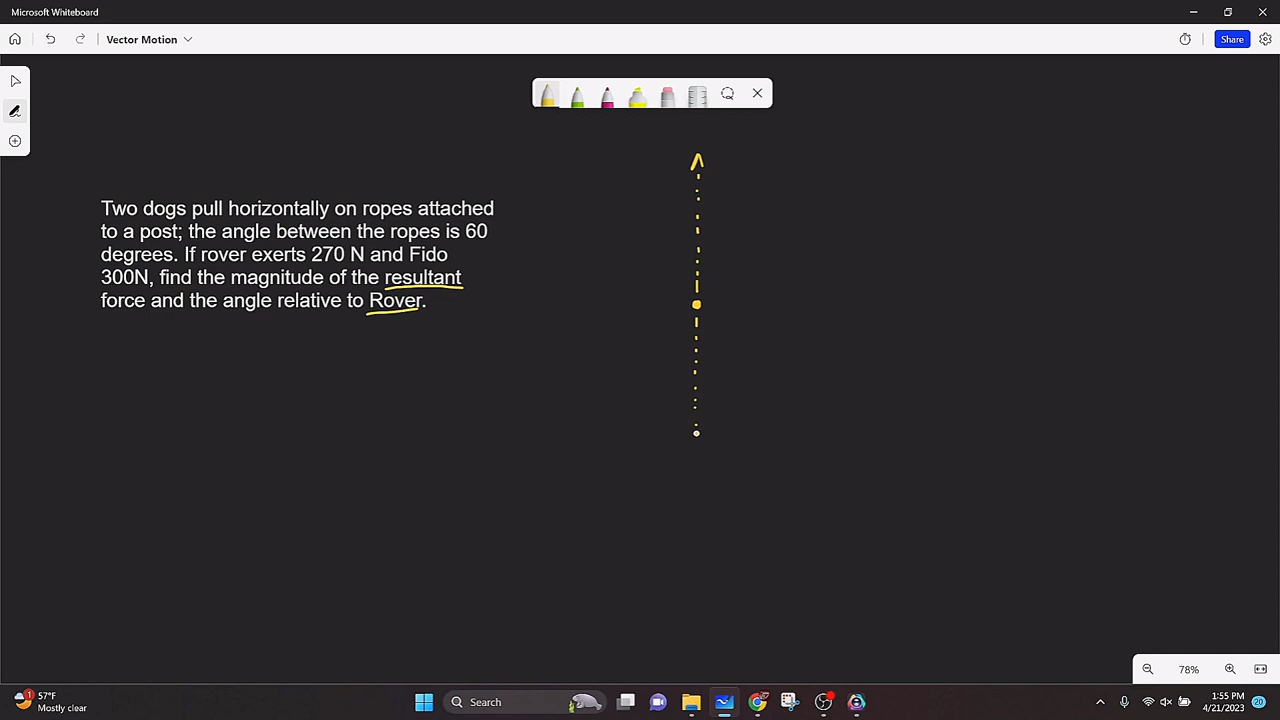 Microsoft Whiteboard
Vector Motion
Share
Two dogs pull horizontally on ropes attached
to a post; the angle between the ropes is 60
degrees. If rover exerts 270 N and Fido
300N, find the magnitude of the resultant
force and the angle relative to Rover.
78%
1
57°F
Mostly clear
Search
1:55 PM
4/21/2023
20